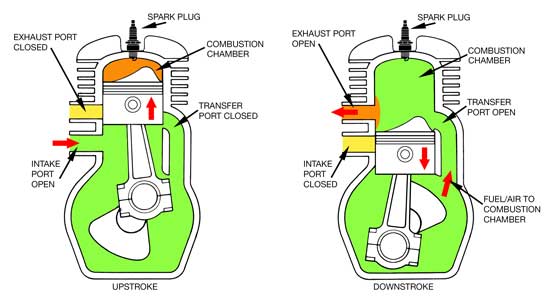 SPARK PLUG
EXHAUST PORT
CLOSED
COMBUSTION
CHAMBER
TRANSFER
PORT CLOSED
INTAKE
PORT
OPEN
UPSTROKE
SPARK PLUG
EXHAUST PORT
OPEN
COMBUSTION
CHAMBER
TRANSFER
PORT OPEN
INTAKE
PORT
CLOSED
FUEL/AIR TO
COMBUSTION
CHAMBER
DOWNSTROKE